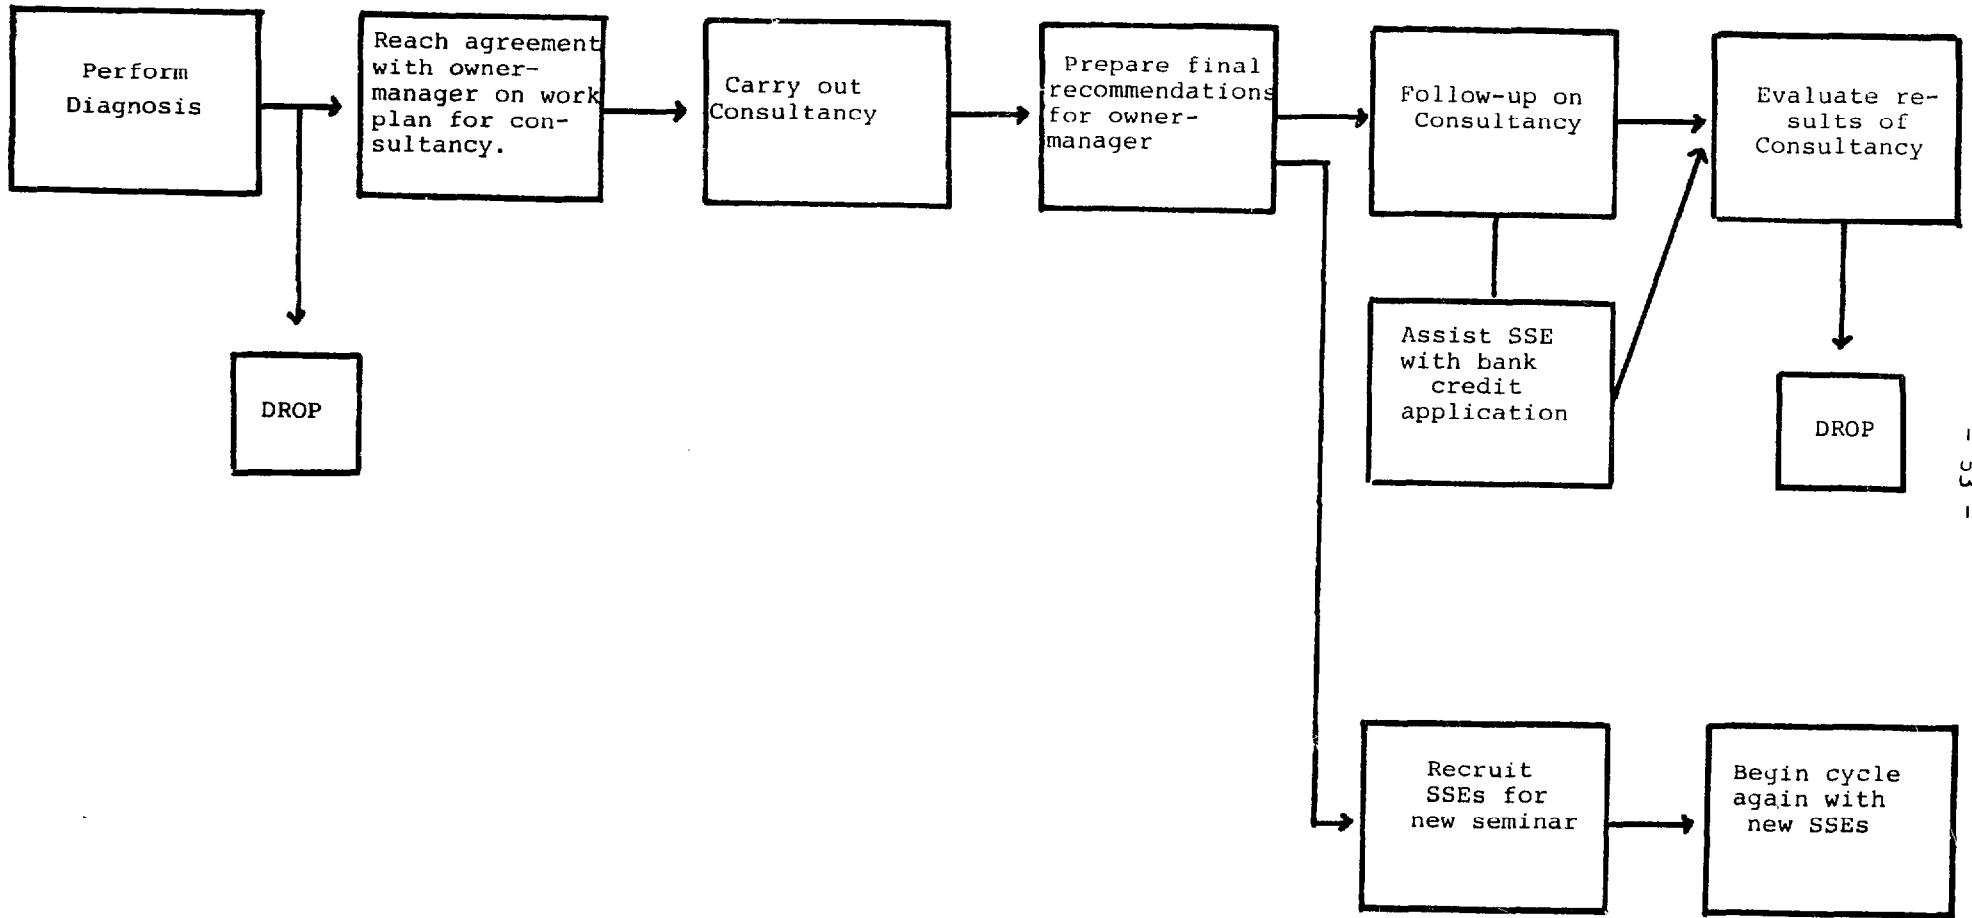 Perform
Diagnosis
Reach agreement
with owner-
manager on work
plan for con-
sultancy.
Carry out
Consultancy
Prepare final
recommendations
for owner-
manager
Follow-up on
Consultancy
Evaluate re-
sults of
Consultancy
DROP
Assist SSE
with bank
credit
application
DROP
Recruit
SSEs for
new seminar
Begin cycle
again with
new SSEs